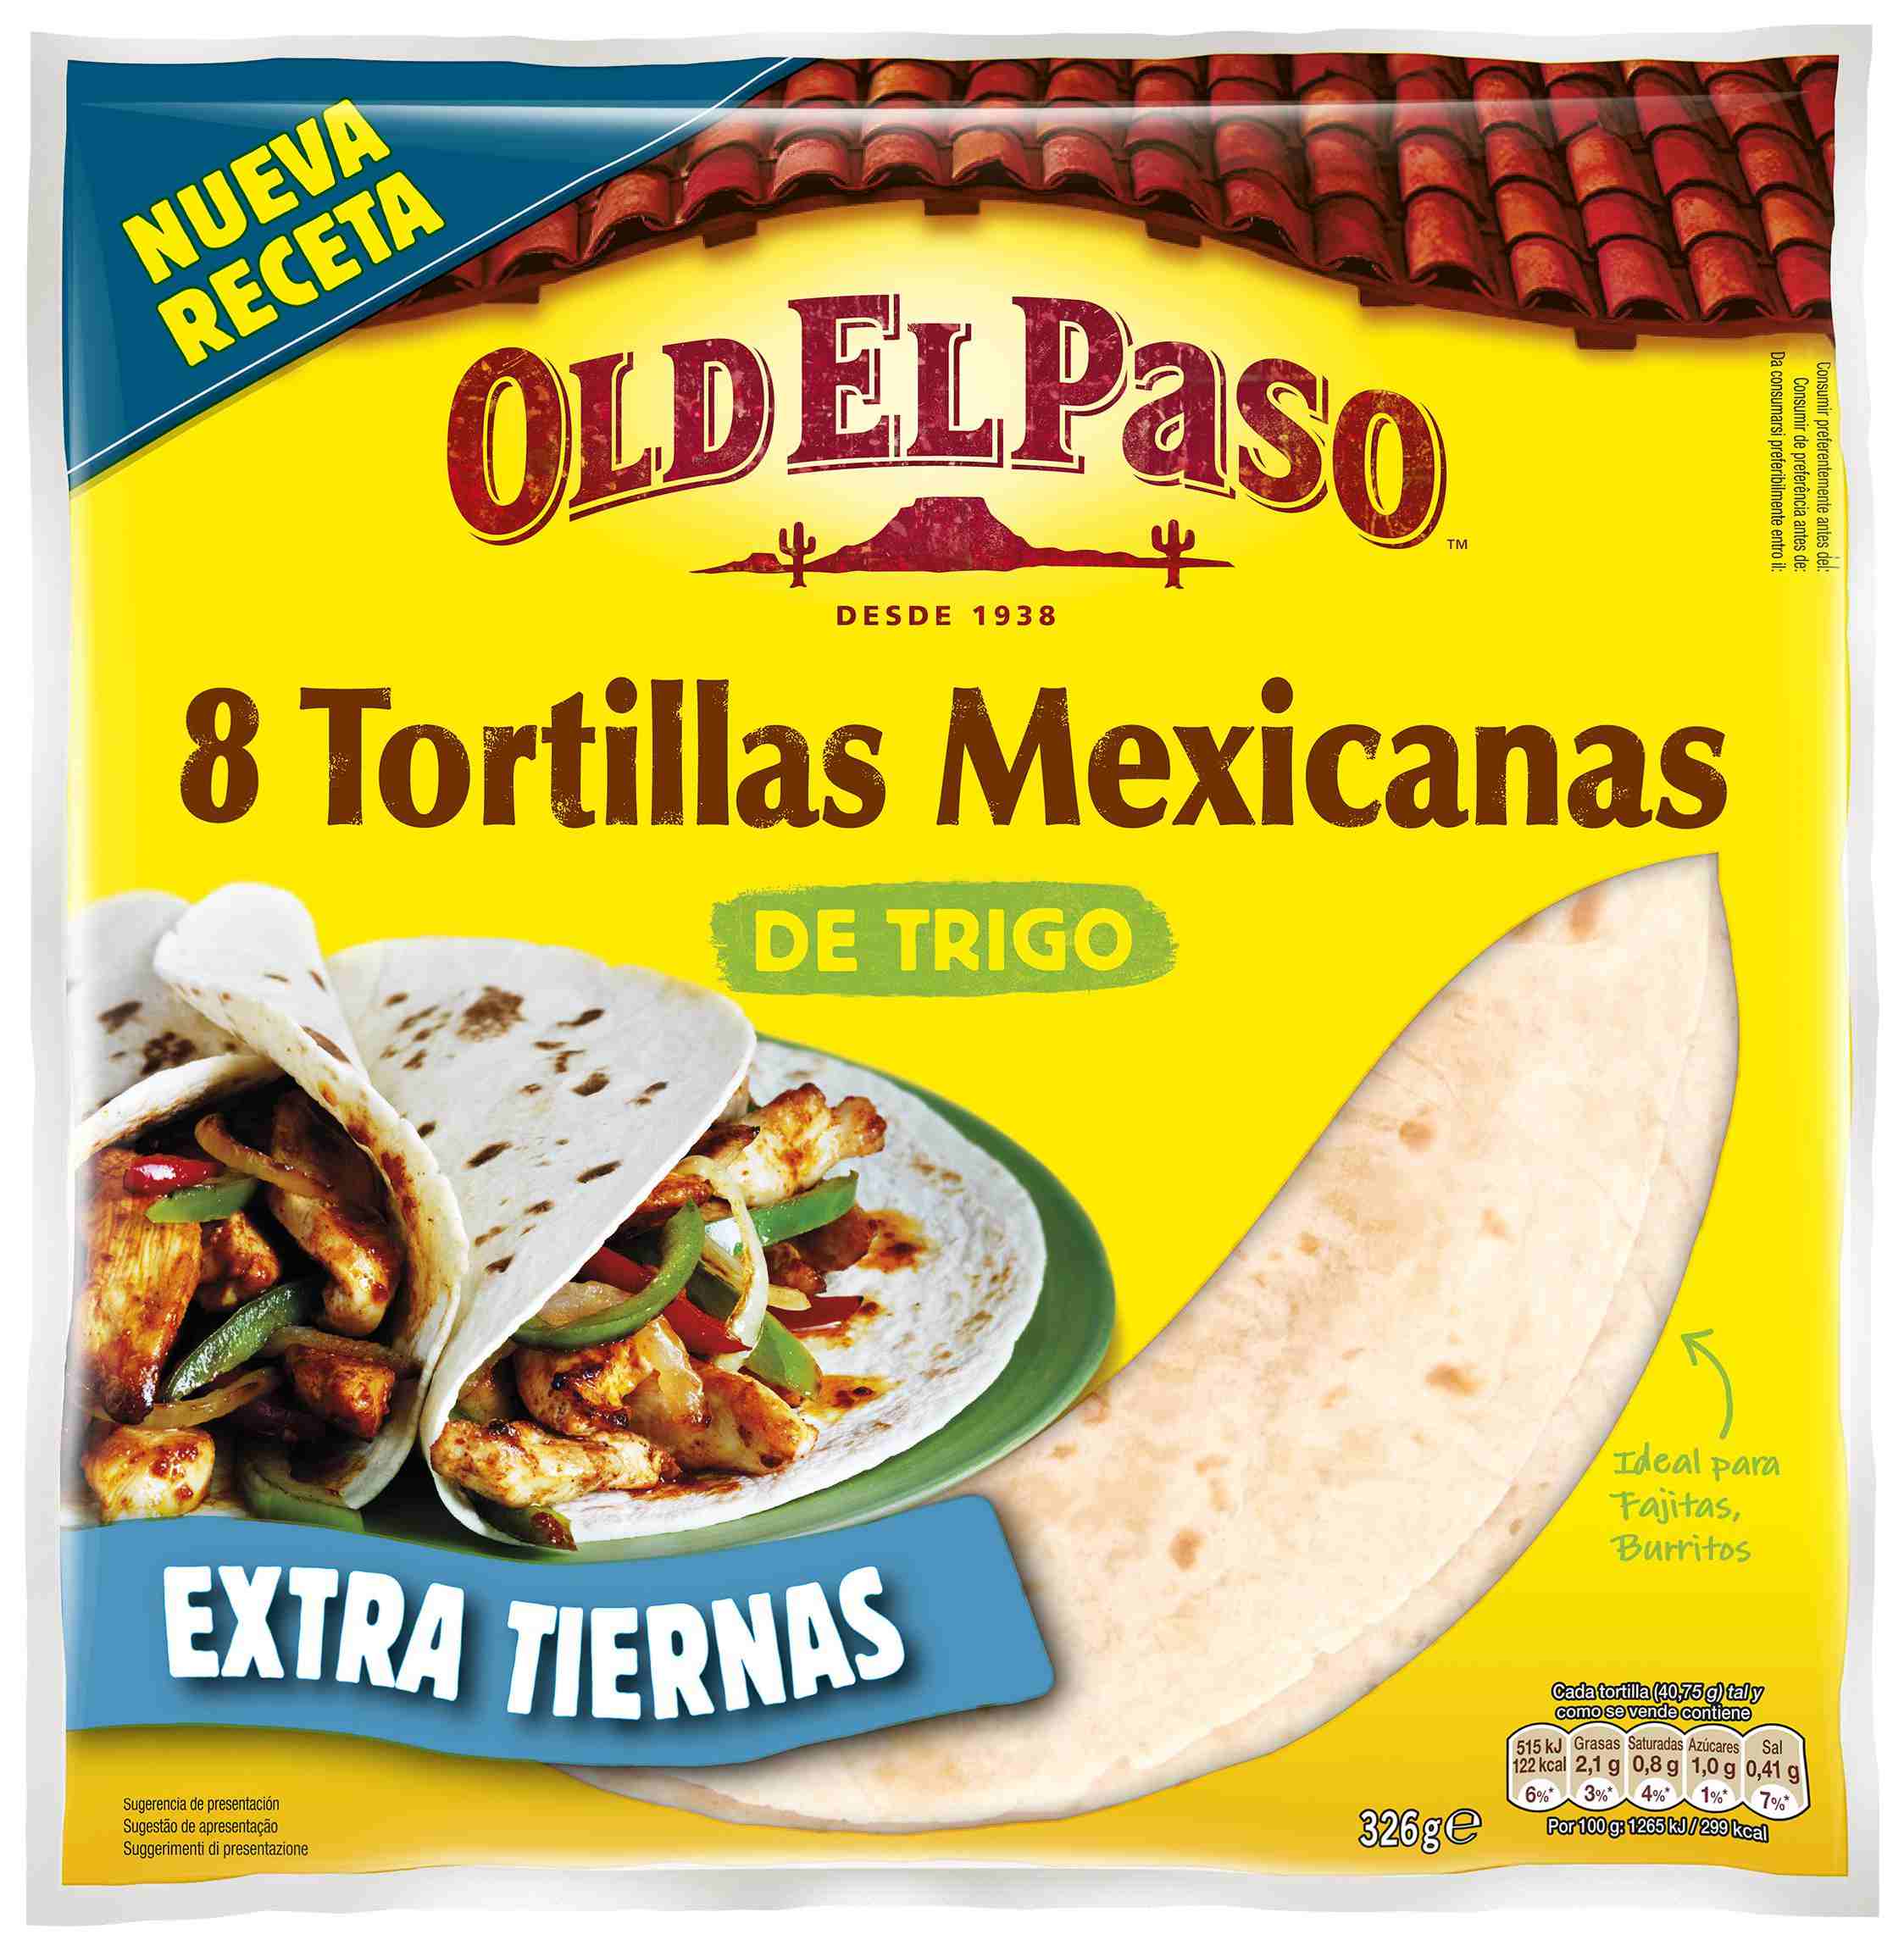 NUEVA
RECETA
OLD EL PASO
TM
DESDE 1938
8 Tortillas Mexicanas
DE TRIGO
Consumir preferentemente antes del:
Consumir de preferência antes de:
Da consumarsi preferibilmente entro il:
Ideal para
Fajitas,
Burritos
EXTRA TIERNAS
Cada tortilla (40,75 g) tal y
como se vende contiene
515 kJ Grasas Saturadas Azúcares Sal
122 kcal 2,1 g 0,8 g 1,0 g 0,41 g
6%* 3%* 4%* 1%* 7%*
Por 100 g: 1265 kJ / 299 kcal
326 g e
Sugerencia de presentación
Sugestão de apresentação
Suggerimenti di presentazione